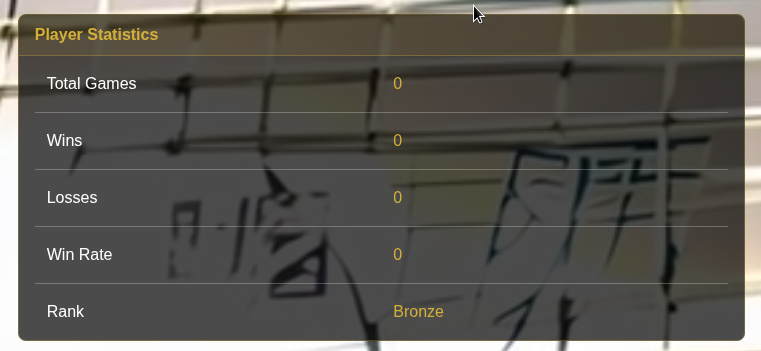 Player Statistics
Total Games 0
Wins 0
Losses 0
Win Rate 0
Rank Bronze